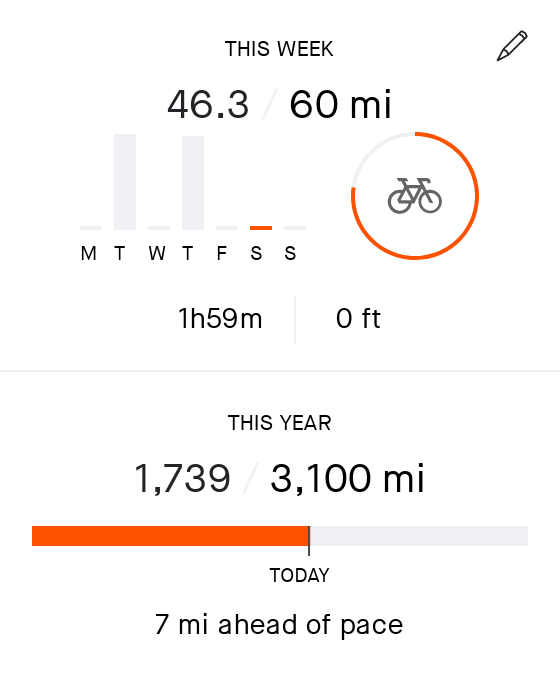 THIS WEEK
46.3 / 60 mi
M T W T F S S
1h59m 0 ft
THIS YEAR
1,739 / 3,100 mi
TODAY
7 mi ahead of pace